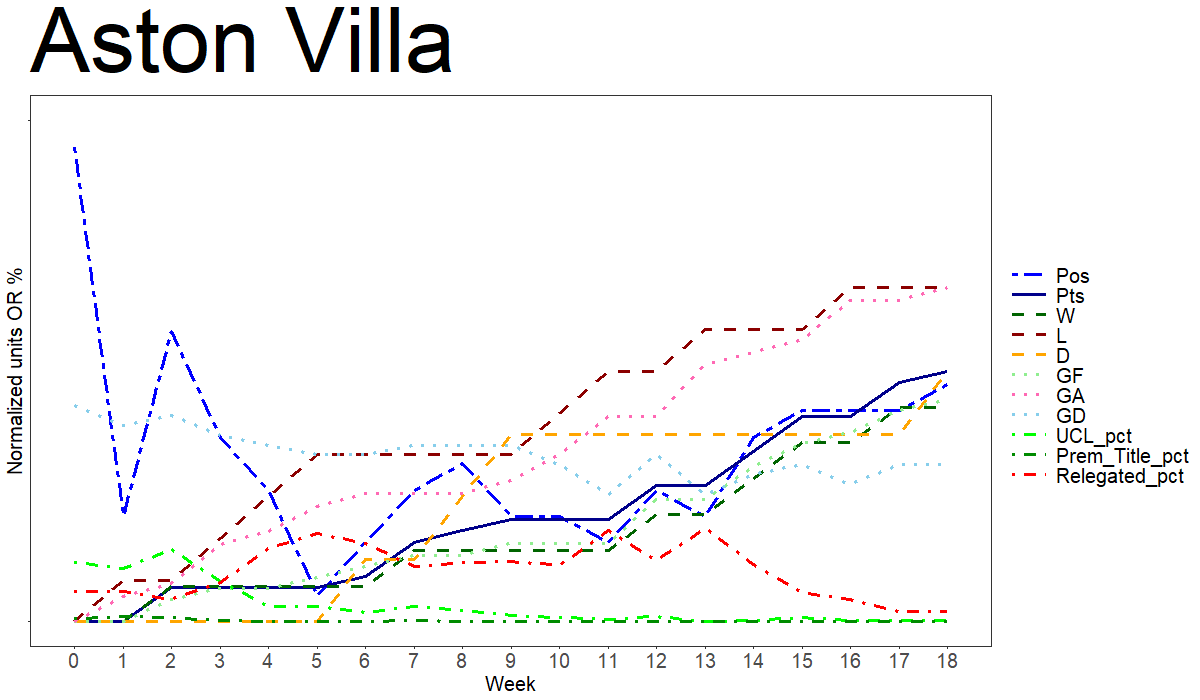 Aston Villa
Normalized units OR %
0 1 2 3 4 5 6 7 8 9 10 11 12 13 14 15 16 17 18
Week
Pos
Pts
W
L
D
GF
GA
GD
UCL_pct
Prem_Title_pct
Relegated_pct